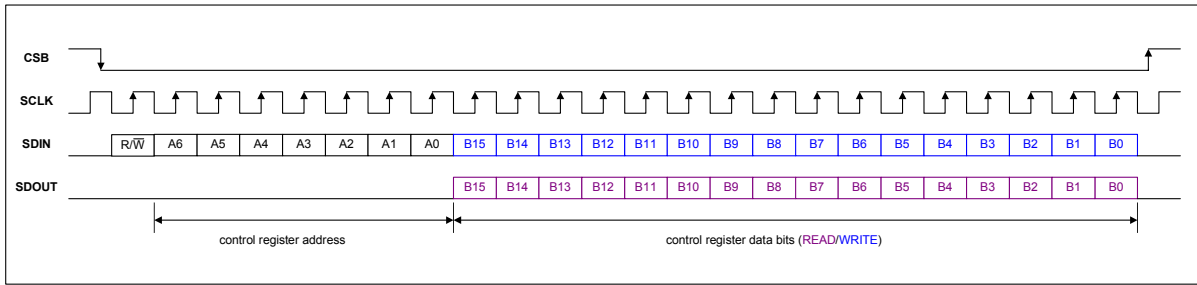 CSB
SCLK
SDIN R/W̅ A6 A5 A4 A3 A2 A1 A0 B15 B14 B13 B12 B11 B10 B9 B8 B7 B6 B5 B4 B3 B2 B1 B0
SDOUT B15 B14 B13 B12 B11 B10 B9 B8 B7 B6 B5 B4 B3 B2 B1 B0
control register address control register data bits (READ/WRITE)